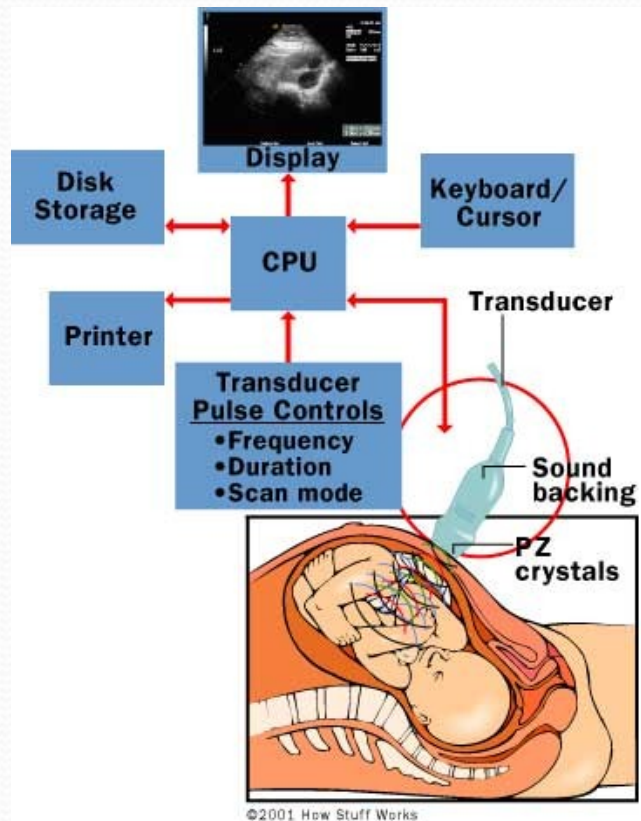 Display
Disk
Storage
Keyboard/
Cursor
CPU
Printer
Transducer
Transducer
Pulse Controls
•Frequency
•Duration
•Scan mode
Sound
backing
PZ
crystals
©2001 How Stuff Works